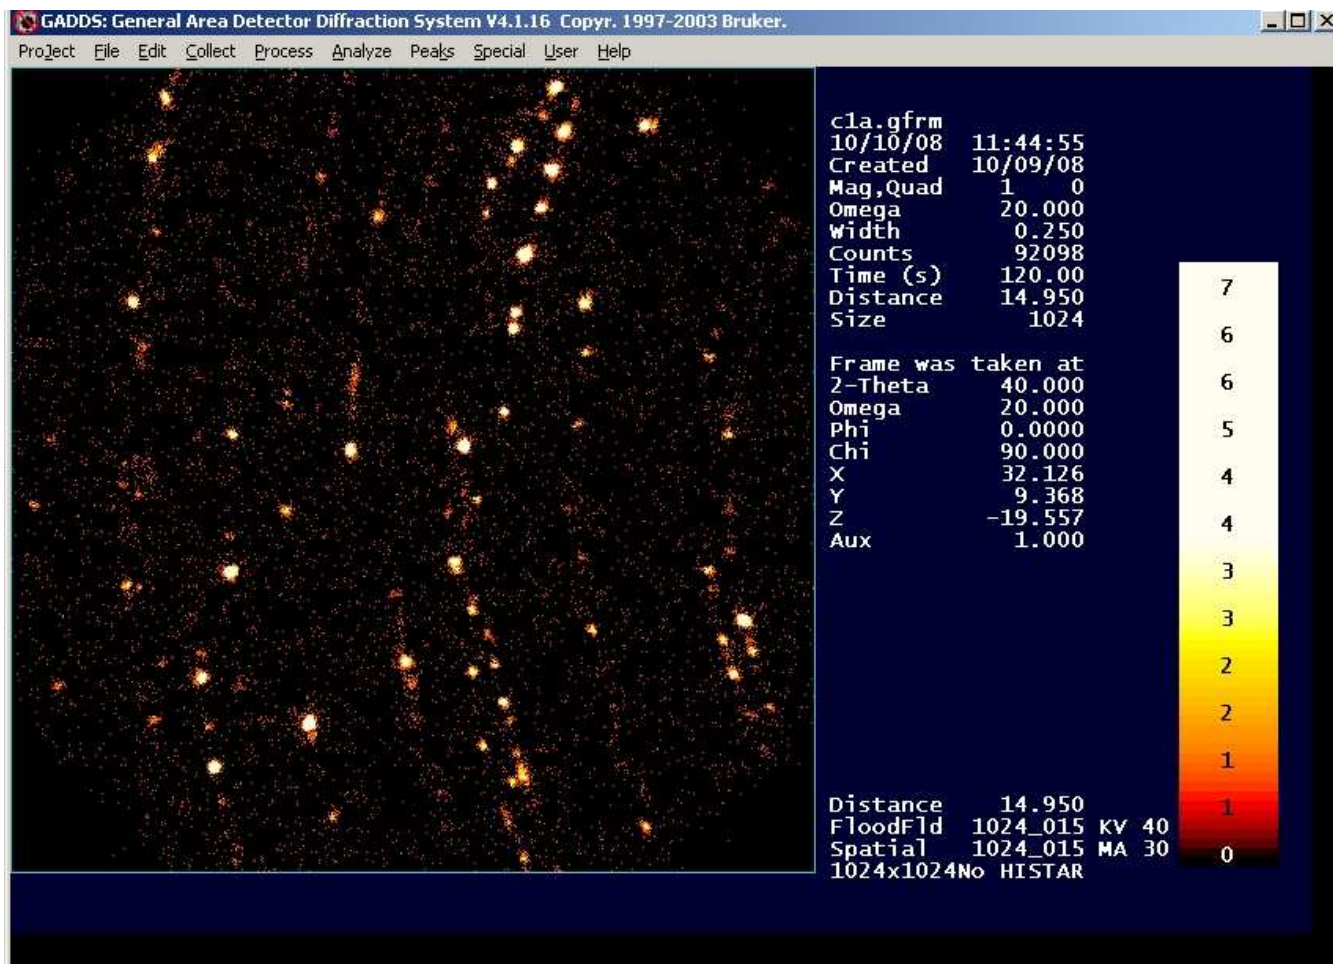 GADDS: General Area Detector Diffraction System V4.1.16 Copyr. 1997-2003 Bruker.
ProJect File Edit Collect Process Analyze Peaks Special User Help
c1a.gfrm
10/10/08 11:44:55
Created 10/09/08
Mag,Quad 1 0
Omega 20.000
Width 0.250
Counts 92098
Time (s) 120.00
Distance 14.950
Size 1024
Frame was taken at
2-Theta 40.000
Omega 20.000
Phi 0.0000
Chi 90.000
X 32.126
Y 9.368
Z -19.557
Aux 1.000
Distance 14.950
FloodFld 1024_015 KV 40
Spatial 1024_015 MA 30
1024x1024No HISTAR
7
6
6
5
4
4
3
3
2
2
1
1
0